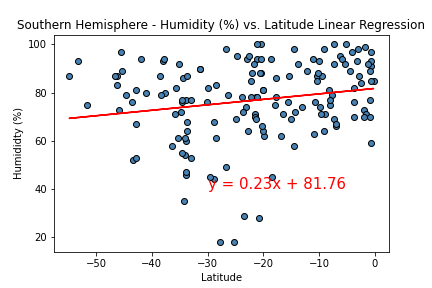 Southern Hemisphere - Humidity (%) vs. Latitude Linear Regression
100
80
60
40
20
Humididty (%)
y = 0.23x + 81.76
−50
−40
−30
−20
−10
0
Latitude